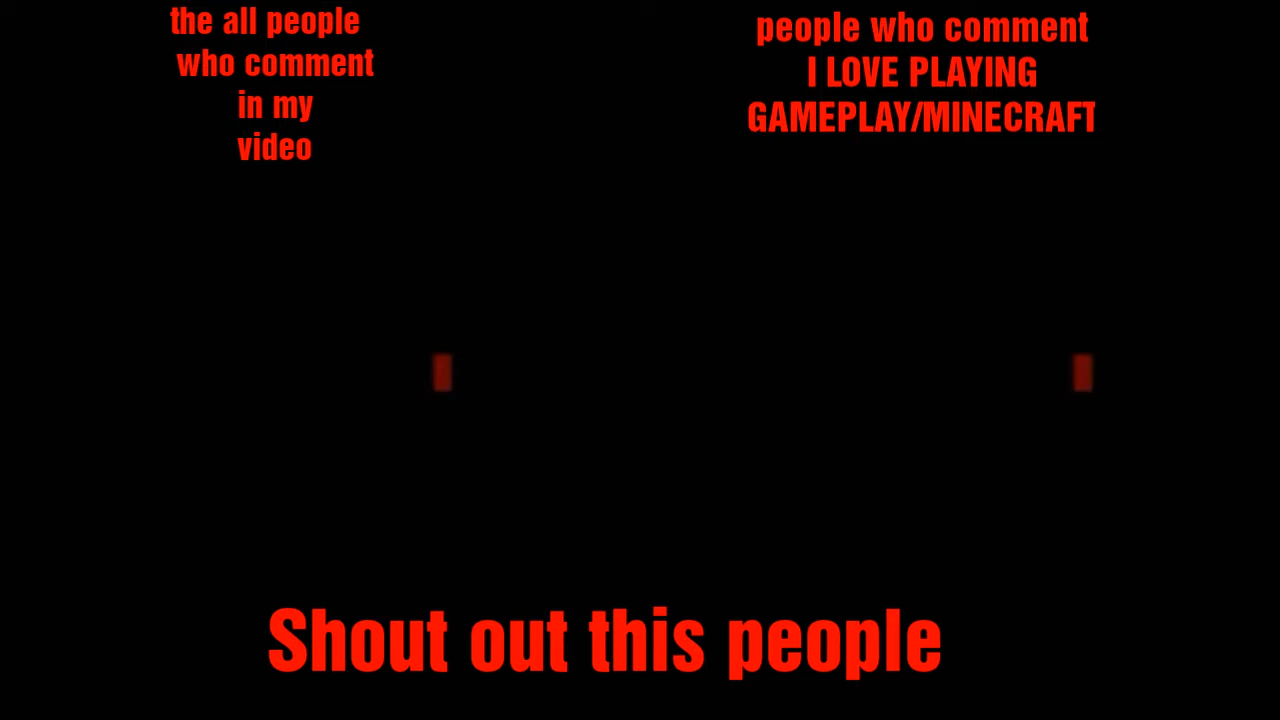 the all people
who comment
in my
video
people who comment
I LOVE PLAYING
GAMEPLAY/MINECRAFT
Shout out this people